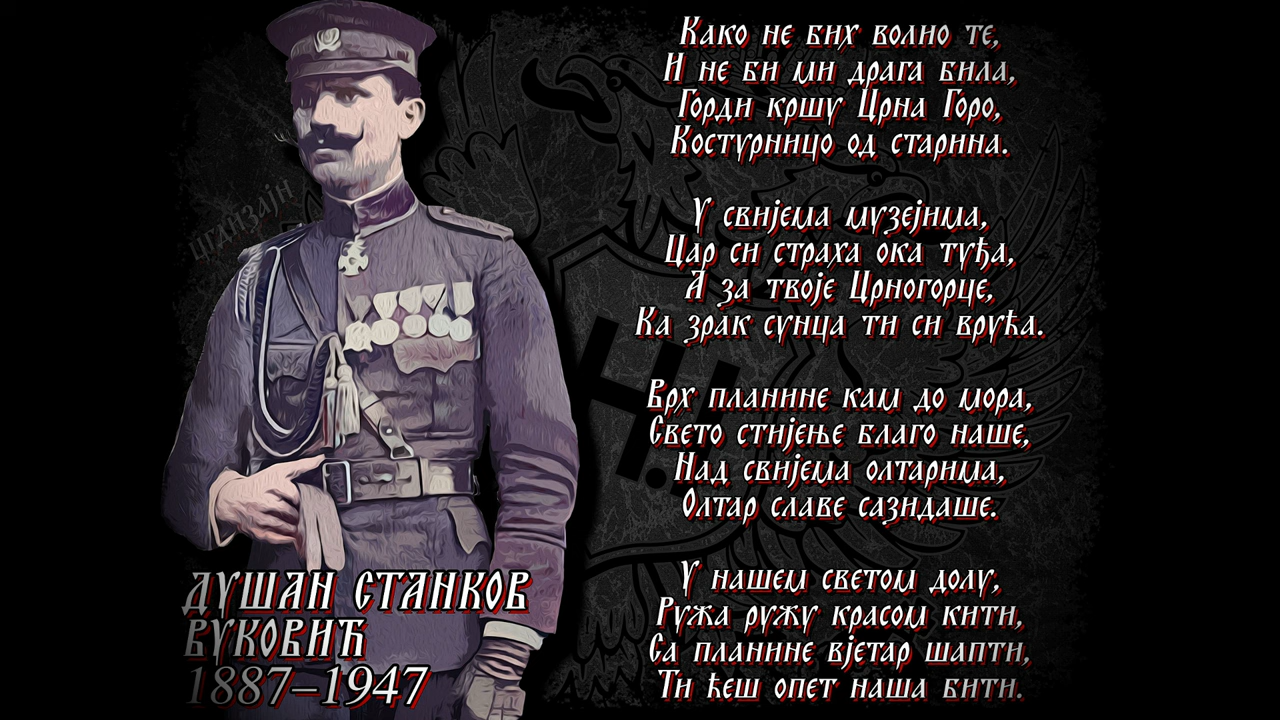 Како не бих волио те,
И не би ми драга била,
Горди кршу Црна Горо,
Костурницо од старина.
У свијема музејима,
Цар си страха ока туђа,
А за твоје Црногорце,
Ка зрак сунца ти си врућа.
Врх планине кам до мора,
Свето стијење благо наше,
Над свијема олтарима,
Олтар славе сазидаше.
У нашем светом долу,
Ружа ружу красом кити,
Са планине вјетар шапти,
Ти ћеш опет наша бити.
ДУШАН СТАНКОВ
ВУКОВИЋ
1887–1947